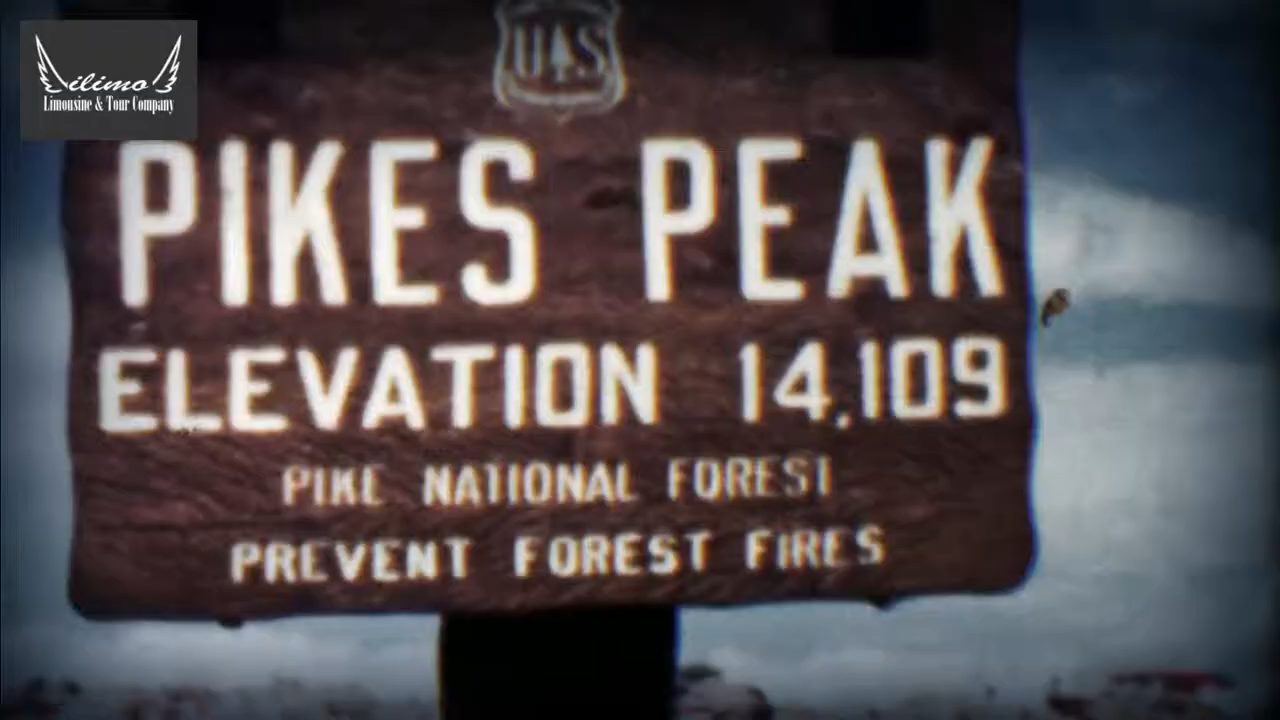 ilimo
Limousine & Tour Company
U S
PIKES PEAK
ELEVATION 14,109
PIKE NATIONAL FOREST
PREVENT FOREST FIRES